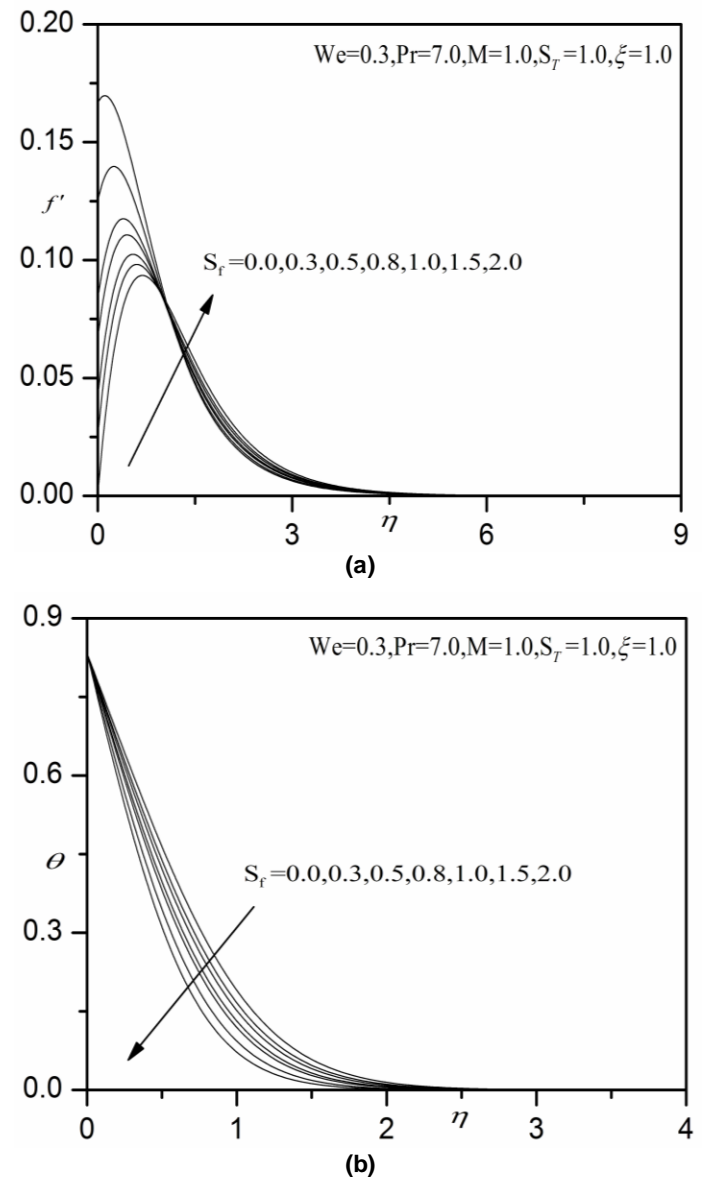 0.20
We=0.3,Pr=7.0,M=1.0,S_T=1.0,ξ=1.0
0.15
f'
0.10
S_f=0.0,0.3,0.5,0.8,1.0,1.5,2.0
0.05
0.00
0 3 η 6 9
(a)
0.9
We=0.3,Pr=7.0,M=1.0,S_T=1.0,ξ=1.0
0.6
θ
S_f=0.0,0.3,0.5,0.8,1.0,1.5,2.0
0.3
0.0
0 1 2 η 3 4
(b)